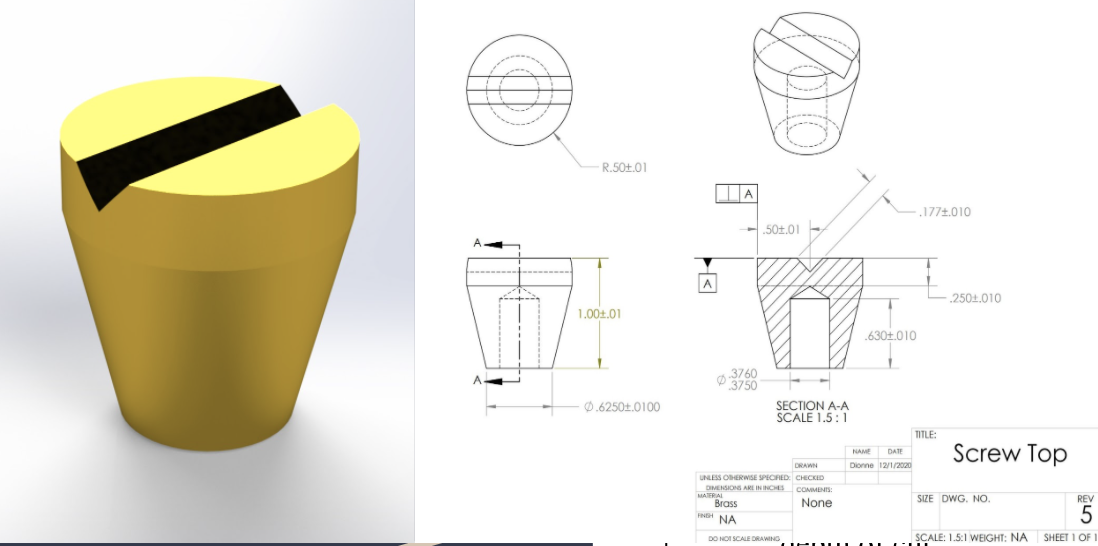 R.50±.01
A
.50±.01
.177±.010
A
A
1.00±.01
.250±.010
.630±.010
A
Ø .6250±.0100
Ø .3760
.3750
SECTION A-A
SCALE 1.5 : 1
TITLE:
Screw Top
NAME DATE
DRAWN Dionne 12/1/2020
UNLESS OTHERWISE SPECIFIED: CHECKED
DIMENSIONS ARE IN INCHES
COMMENTS:
None
MATERIAL
Brass
FINISH NA
DO NOT SCALE DRAWING
SIZE DWG. NO. REV
5
SCALE: 1.5:1 WEIGHT: NA SHEET 1 OF 1